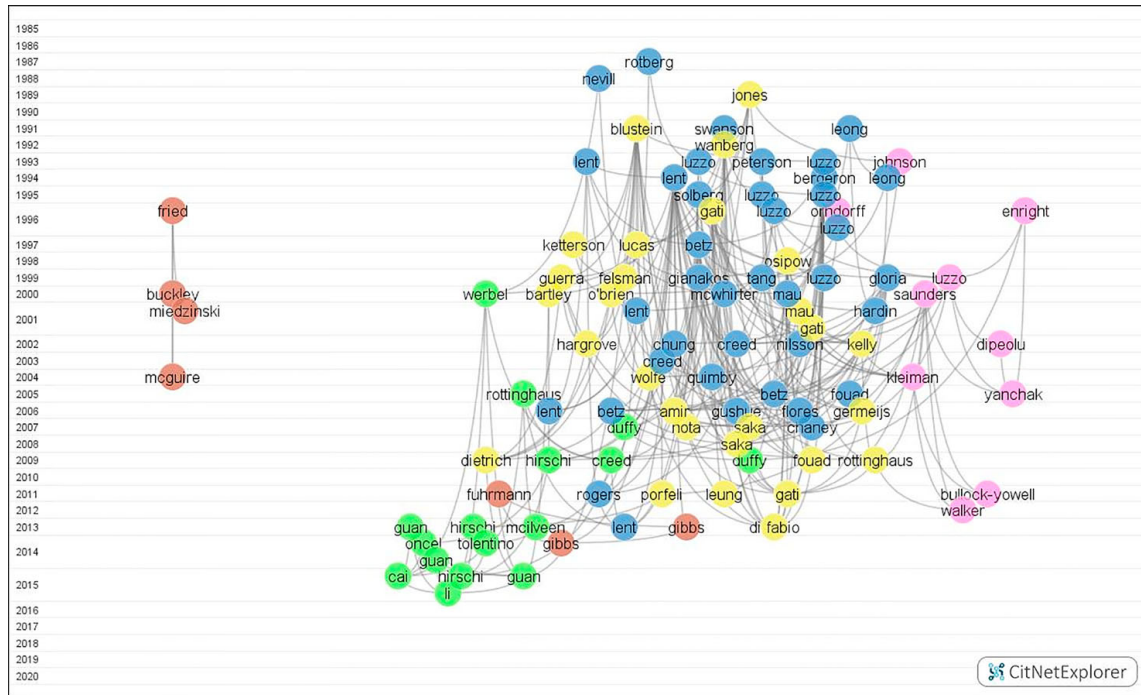 1985
1986
1987 rotberg
1988 nevill
1989 jones
1990
1991 blustein swanson leong
1992 wanberg
1993 lent luzzo peterson luzzo johnson
1994 lent bergeron leong
1995 solberg luzzo luzzo
1996 fried gati luzzo orndorff enright
luzzo
1997 ketterson lucas betz
1998 osipow
1999 guerra felsman gianakos tang luzzo gloria luzzo
2000 buckley werbel bartley o'brien mcwhirter mau saunders
2001 miedzinski lent mau hardin
gati
2002 hargrove chung creed nilsson kelly dipeolu
2003 creed
2004 mcguire wolfe quimby kleiman
2005 rottinghaus betz fouad yanchak
2006 lent betz amir gushue flores germeijs
2007 duffy nota saka chaney
2008 saka
2009 dietrich hirschi creed duffy fouad rottinghaus
2010
2011 fuhrmann rogers porfeli leung gati bullock-yowell
2012 walker
2013 guan hirschi mcilveen lent gibbs di fabio
oncel tolentino gibbs
2014 guan
cai hirschi guan
2015 li
2016
2017
2018
2019
2020
CitNetExplorer